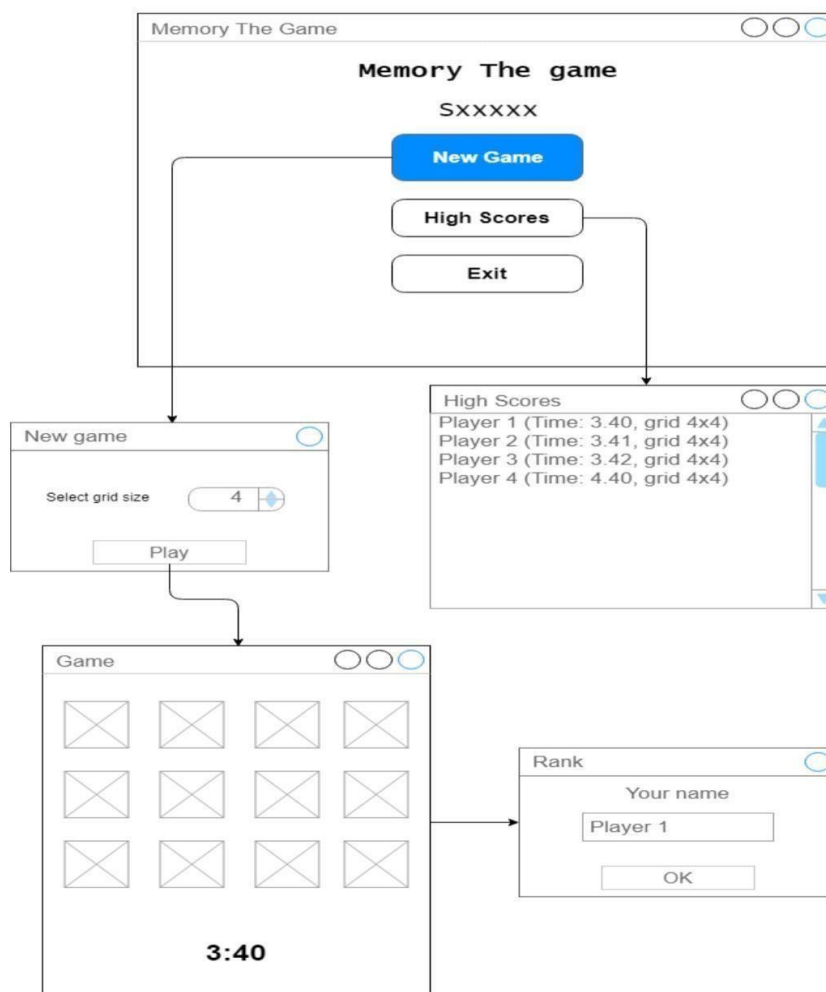 Memory The Game
Memory The game
Sxxxxx
New Game
High Scores
Exit
High Scores
Player 1 (Time: 3.40, grid 4x4)
Player 2 (Time: 3.41, grid 4x4)
Player 3 (Time: 3.42, grid 4x4)
Player 4 (Time: 4.40, grid 4x4)
New game
Select grid size 4
Play
Game
3:40
Rank
Your name
Player 1
OK